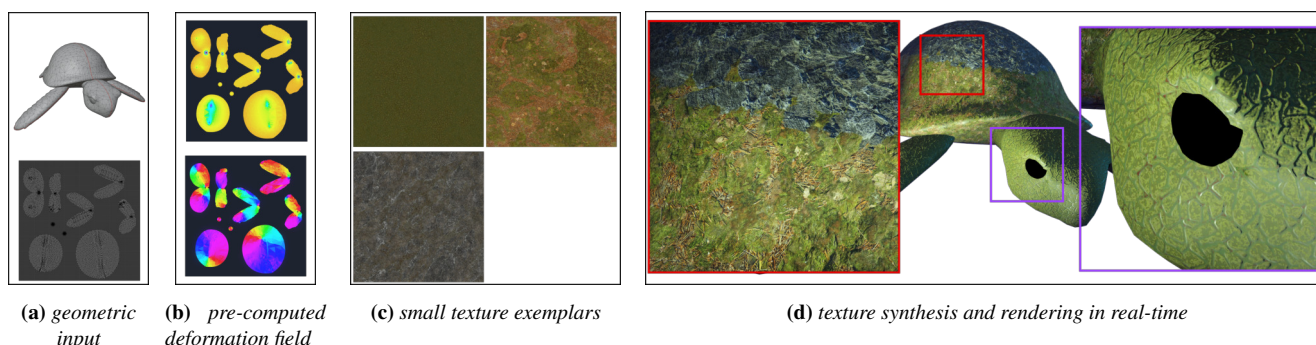 (a) geometric
input
(b) pre-computed
deformation field
(c) small texture exemplars
(d) texture synthesis and rendering in real-time